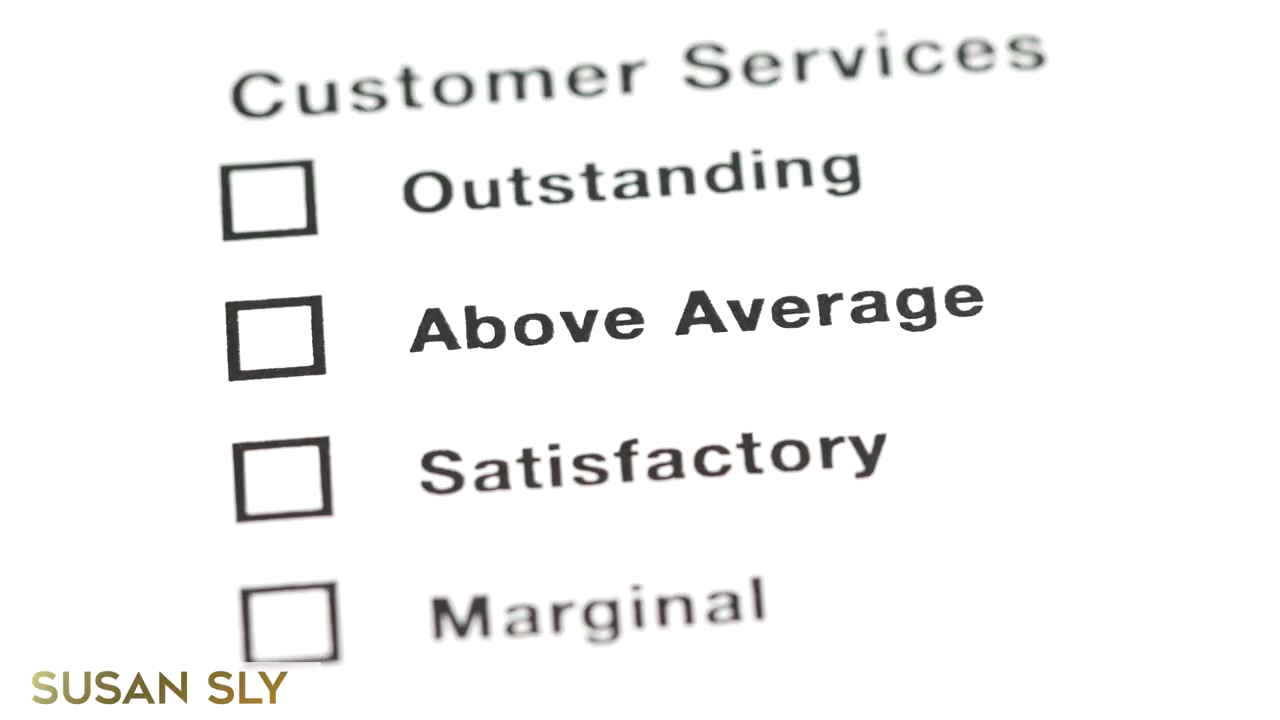 Customer Services
Outstanding
Above Average
Satisfactory
Marginal
SUSAN SLY